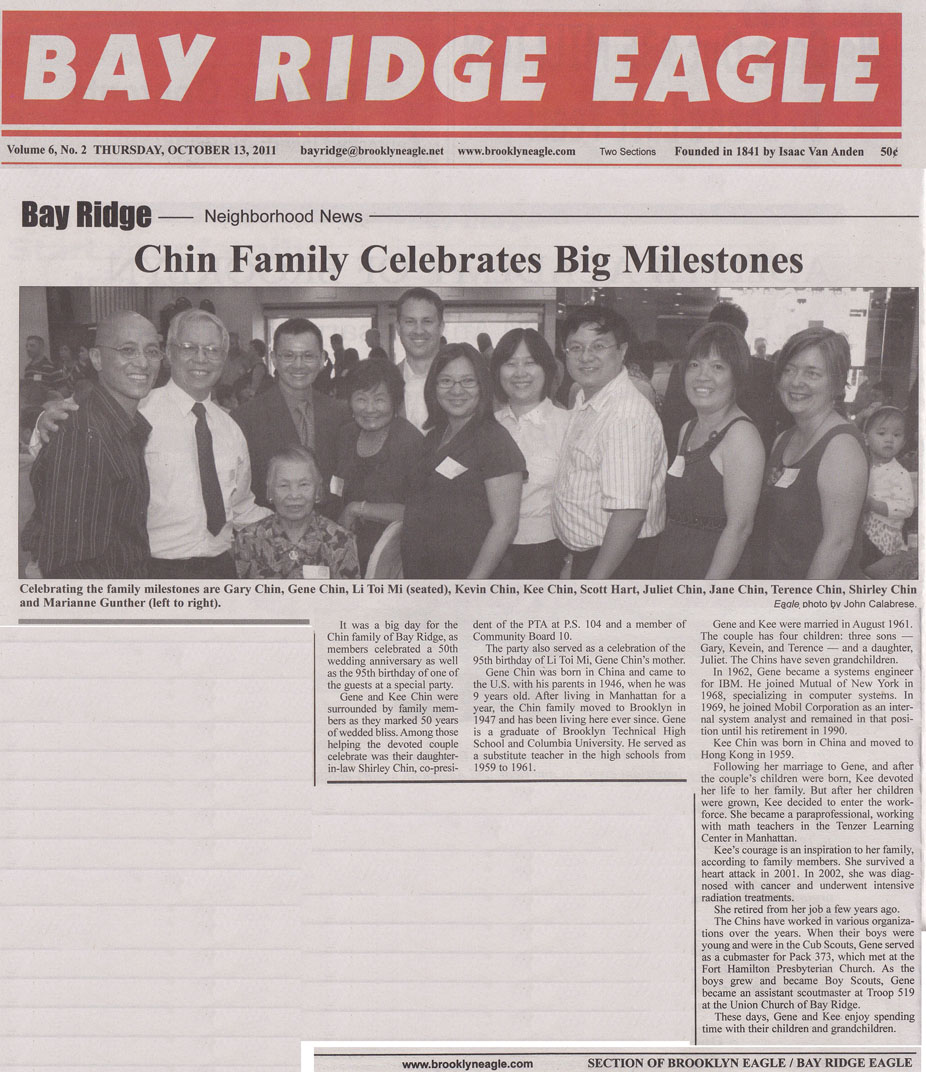 BAY RIDGE EAGLE
Volume 6, No. 2 THURSDAY, OCTOBER 13, 2011 bayridge@brooklyneagle.net www.brooklyneagle.com Two Sections Founded in 1841 by Isaac Van Anden 50¢
Bay Ridge — Neighborhood News
Chin Family Celebrates Big Milestones
Celebrating the family milestones are Gary Chin, Gene Chin, Li Toi Mi (seated), Kevin Chin, Kee Chin, Scott Hart, Juliet Chin, Jane Chin, Terence Chin, Shirley Chin
and Marianne Gunther (left to right).
Eagle photo by John Calabrese.
It was a big day for the
Chin family of Bay Ridge, as
members celebrated a 50th
wedding anniversary as well
as the 95th birthday of one of
the guests at a special party.
Gene and Kee Chin were
surrounded by family mem-
bers as they marked 50 years
of wedded bliss. Among those
helping the devoted couple
celebrate was their daughter-
in-law Shirley Chin, co-presi-
dent of the PTA at P.S. 104 and a member of
Community Board 10.
The party also served as a celebration of the
95th birthday of Li Toi Mi, Gene Chin's mother.
Gene Chin was born in China and came to
the U.S. with his parents in 1946, when he was
9 years old. After living in Manhattan for a
year, the Chin family moved to Brooklyn in
1947 and has been living here ever since. Gene
is a graduate of Brooklyn Technical High
School and Columbia University. He served as
a substitute teacher in the high schools from
1959 to 1961.
Gene and Kee were married in August 1961.
The couple has four children: three sons —
Gary, Kevein, and Terence — and a daughter,
Juliet. The Chins have seven grandchildren.
In 1962, Gene became a systems engineer
for IBM. He joined Mutual of New York in
1968, specializing in computer systems. In
1969, he joined Mobil Corporation as an inter-
nal system analyst and remained in that posi-
tion until his retirement in 1990.
Kee Chin was born in China and moved to
Hong Kong in 1959.
Following her marriage to Gene, and after
the couple's children were born, Kee devoted
her life to her family. But after her children
were grown, Kee decided to enter the work-
force. She became a paraprofessional, working
with math teachers in the Tenzer Learning
Center in Manhattan.
Kee's courage is an inspiration to her family,
according to family members. She survived a
heart attack in 2001. In 2002, she was diag-
nosed with cancer and underwent intensive
radiation treatments.
She retired from her job a few years ago.
The Chins have worked in various organiza-
tions over the years. When their boys were
young and were in the Cub Scouts, Gene served
as a cubmaster for Pack 373, which met at the
Fort Hamilton Presbyterian Church. As the
boys grew and became Boy Scouts, Gene
became an assistant scoutmaster at Troop 519
at the Union Church of Bay Ridge.
These days, Gene and Kee enjoy spending
time with their children and grandchildren.
www.brooklyneagle.com SECTION OF BROOKLYN EAGLE / BAY RIDGE EAGLE